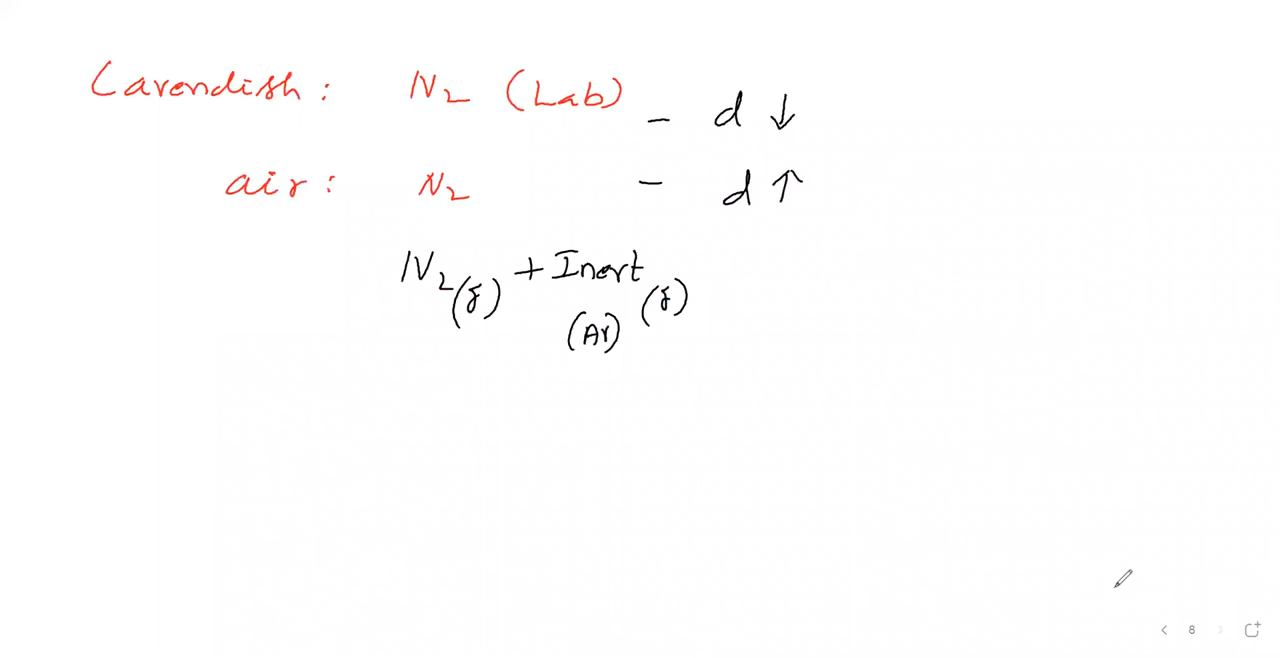 Cavendish : N2 (Lab) – d ↓
air : N2 – d ↑
N2(g) + Inert (g)
(Ar)
8